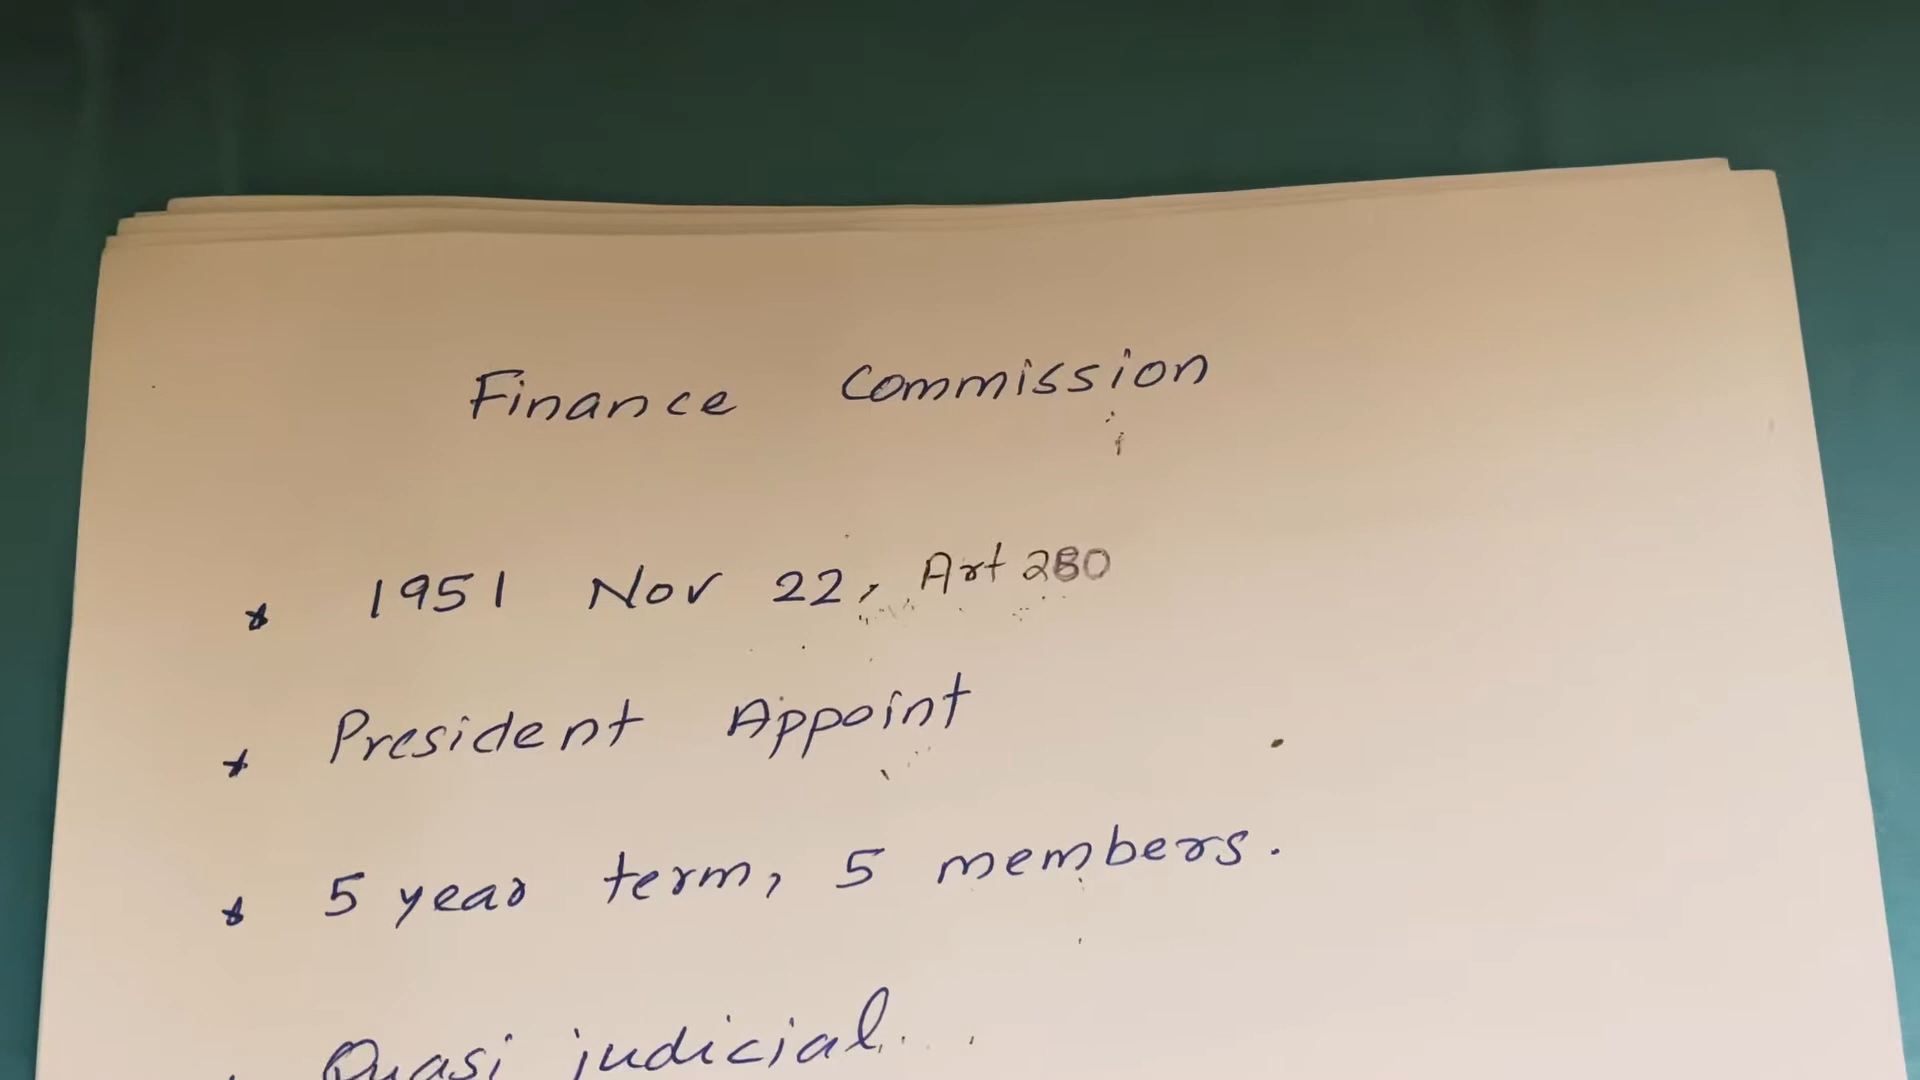 Finance Commission
* 1951 Nov 22, Art 280
* President Appoint
* 5 year term, 5 members.
Quasi judicial.